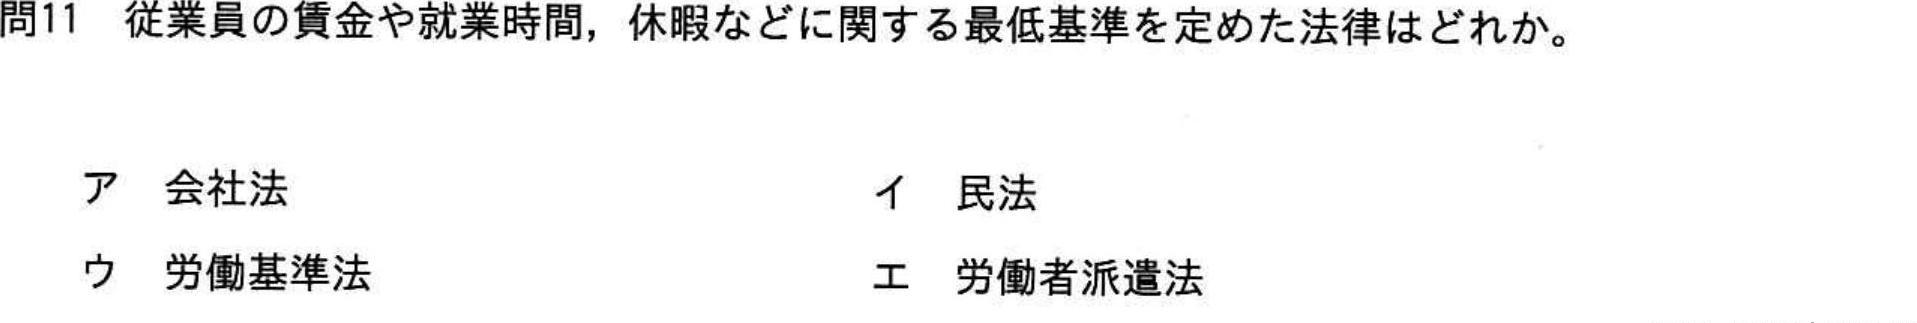 問11　従業員の賃金や就業時間，休暇などに関する最低基準を定めた法律はどれか。
ア　会社法　イ　民法
ウ　労働基準法　エ　労働者派遣法